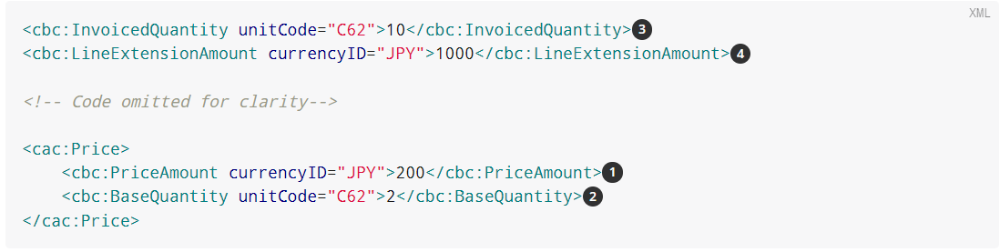 XML
<cbc:InvoicedQuantity unitCode="C62">10</cbc:InvoicedQuantity>3
<cbc:LineExtensionAmount currencyID="JPY">1000</cbc:LineExtensionAmount>4
<!-- Code omitted for clarity-->
<cac:Price>
    <cbc:PriceAmount currencyID="JPY">200</cbc:PriceAmount>1
    <cbc:BaseQuantity unitCode="C62">2</cbc:BaseQuantity>2
</cac:Price>